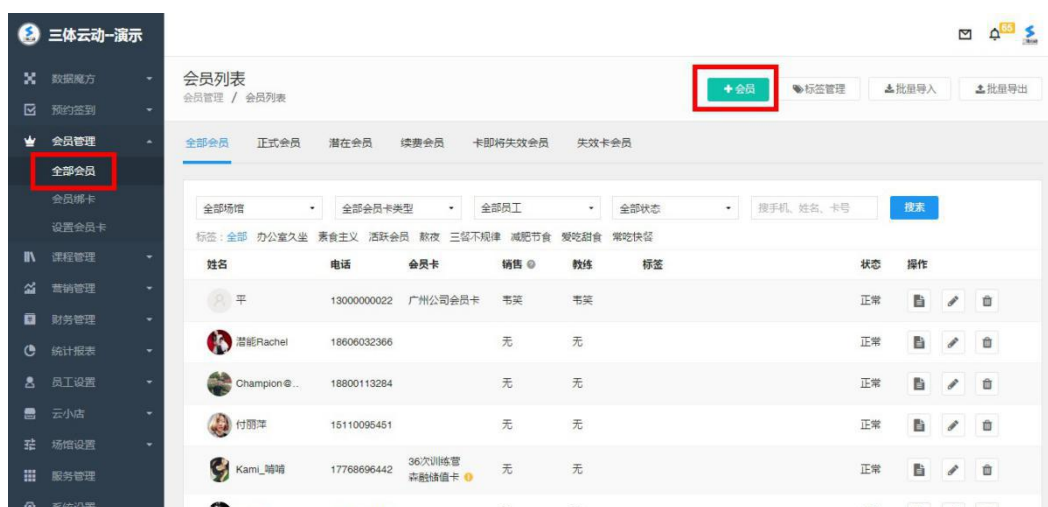 三体云动-演示
65
数据魔方
预约签到
会员管理
全部会员
会员绑卡
设置会员卡
课程管理
营销管理
财务管理
统计报表
员工设置
云小店
场馆设置
服务管理
系统设置
会员列表
会员管理 / 会员列表
+会员 标签管理 批量导入 批量导出
全部会员 正式会员 潜在会员 续费会员 卡即将失效会员 失效卡会员
全部场馆 全部会员卡类型 全部员工 全部状态 搜手机、姓名、卡号 搜索
标签：全部 办公室久坐 素食主义 活跃会员 熬夜 三餐不规律 减肥节食 爱吃甜食 常吃快餐
姓名 电话 会员卡 销售 教练 标签 状态 操作
平 13000000022 广州公司会员卡 韦笑 韦笑 正常
潜能Rachel 18606032366 无 无 正常
Champion＠.. 18800113284 无 无 正常
付丽萍 15110095451 无 无 正常
Kami_喃喃 17768696442 36次训练营 无 无 正常
森融储值卡